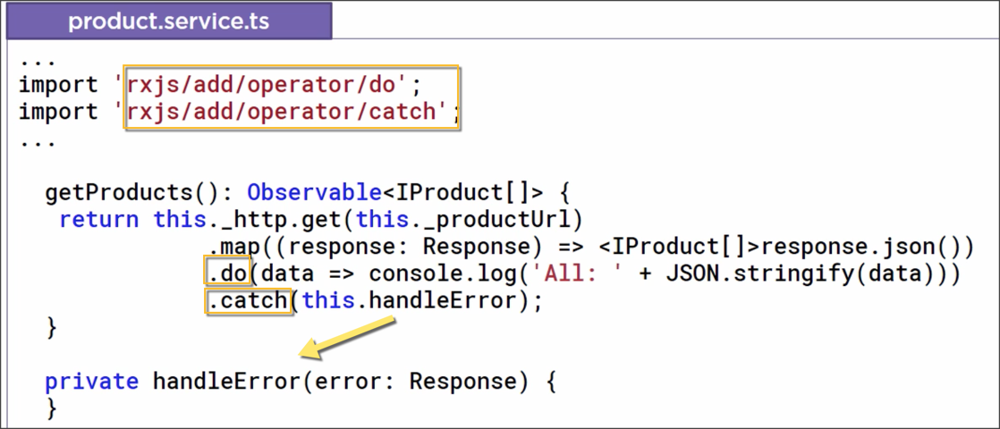 product.service.ts
...
import 'rxjs/add/operator/do';
import 'rxjs/add/operator/catch';
...
getProducts(): Observable<IProduct[]> {
return this._http.get(this._productUrl)
.map((response: Response) => <IProduct[]>response.json())
.do(data => console.log('All: ' + JSON.stringify(data)))
.catch(this.handleError);
}
private handleError(error: Response) {
}